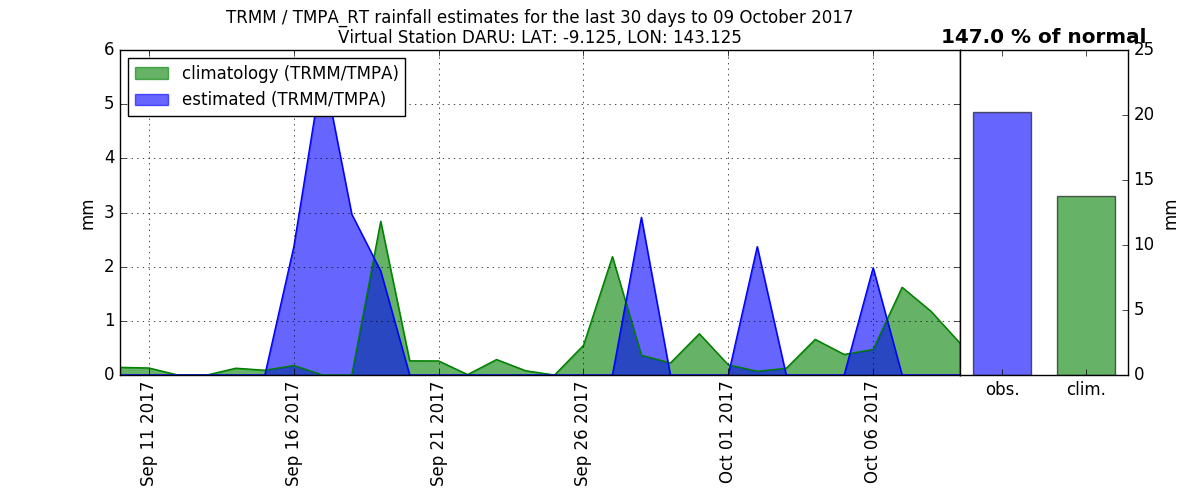 TRMM / TMPA_RT rainfall estimates for the last 30 days to 09 October 2017
Virtual Station DARU: LAT: -9.125, LON: 143.125
147.0 % of normal
climatology (TRMM/TMPA)
estimated (TRMM/TMPA)
6
5
4
3
2
1
0
mm
Sep 11 2017
Sep 16 2017
Sep 21 2017
Sep 26 2017
Oct 01 2017
Oct 06 2017
25
20
15
10
5
0
mm
obs.
clim.